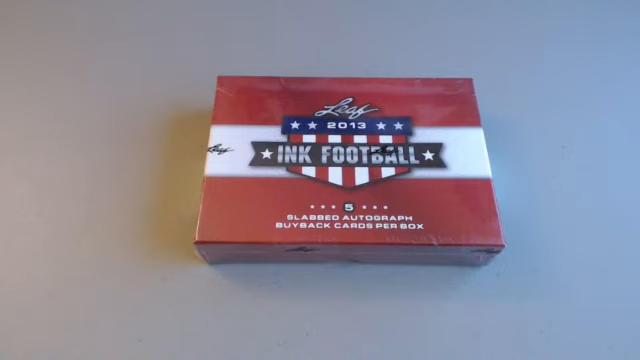 Leaf
2013
INK FOOTBALL
Leaf
5
SLABBED AUTOGRAPH
BUYBACK CARDS PER BOX